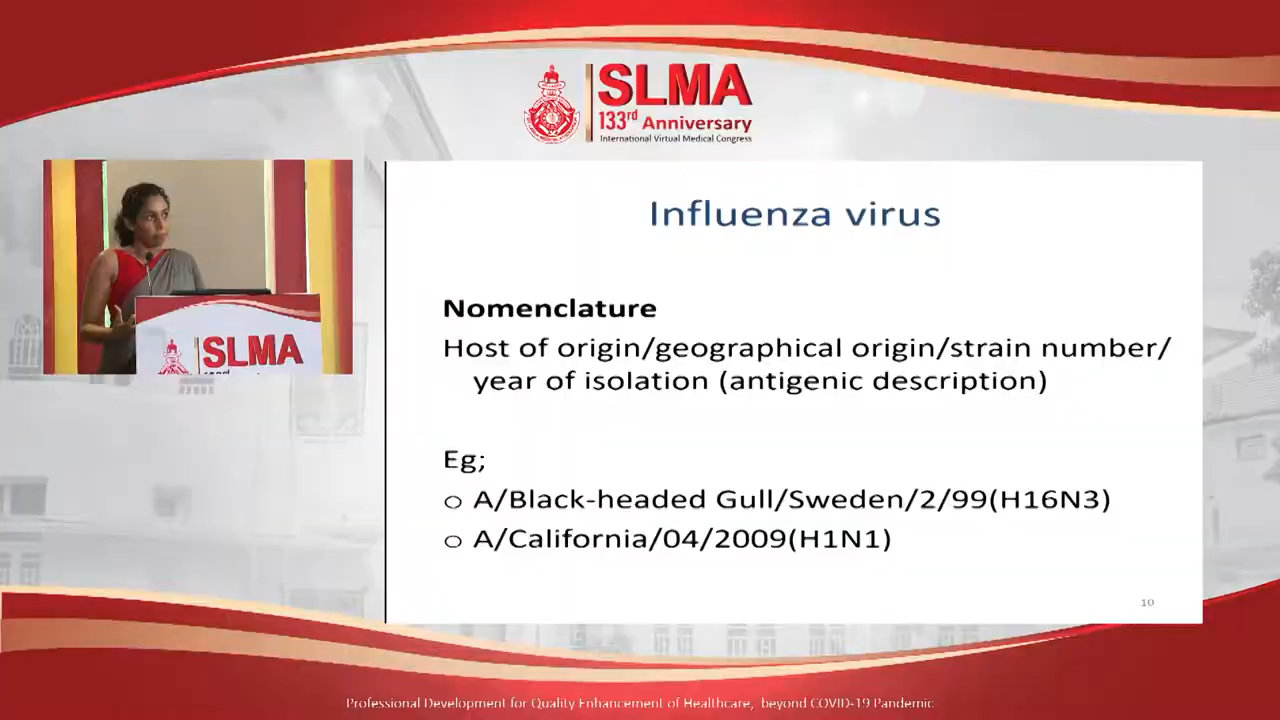 SLMA
133rd Anniversary
International Virtual Medical Congress
SLMA
Influenza virus
Nomenclature
Host of origin/geographical origin/strain number/
year of isolation (antigenic description)
Eg;
o A/Black-headed Gull/Sweden/2/99(H16N3)
o A/California/04/2009(H1N1)
10
Professional Development for Quality Enhancement of Healthcare, beyond COVID-19 Pandemic